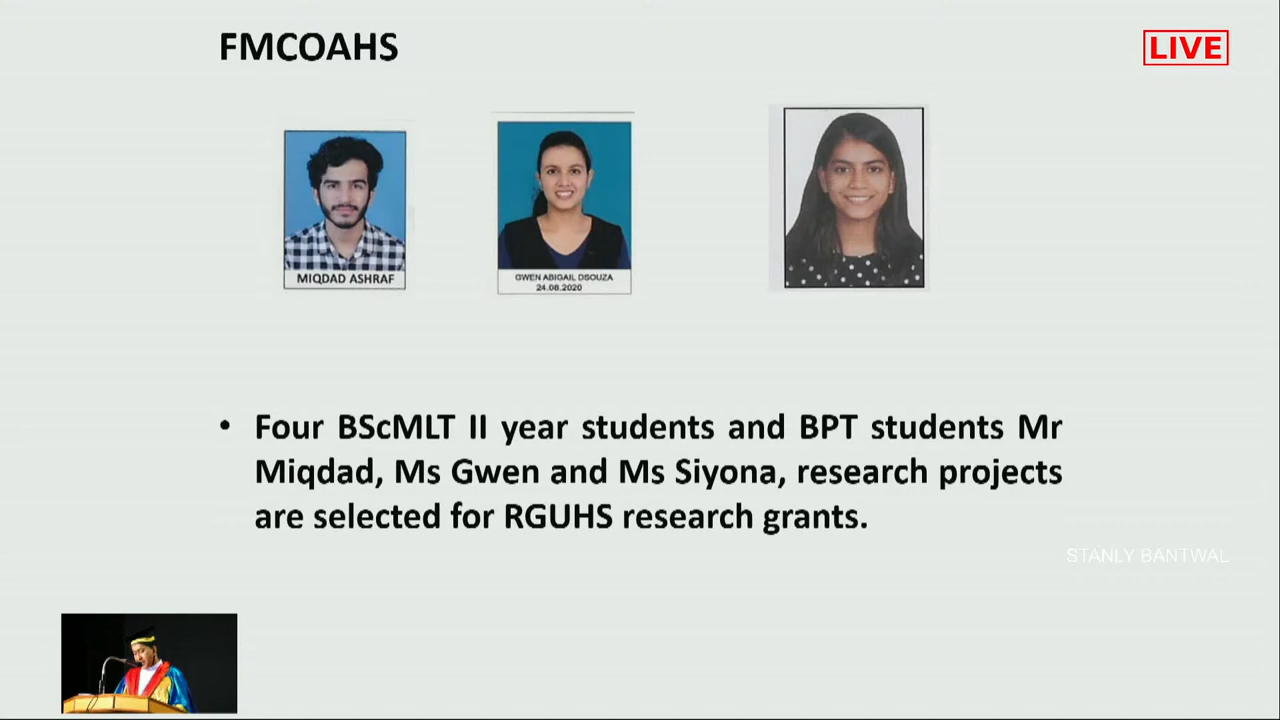 FMCOAHS
LIVE
MIQDAD ASHRAF
GWEN ABIGAIL DSOUZA
24.08.2020
• Four BScMLT II year students and BPT students Mr
Miqdad, Ms Gwen and Ms Siyona, research projects
are selected for RGUHS research grants.
STANLY BANTWAL